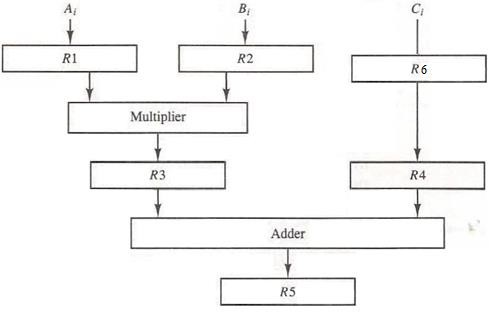 Ai Bi Ci
R1 R2 R6
Multiplier
R3 R4
Adder
R5